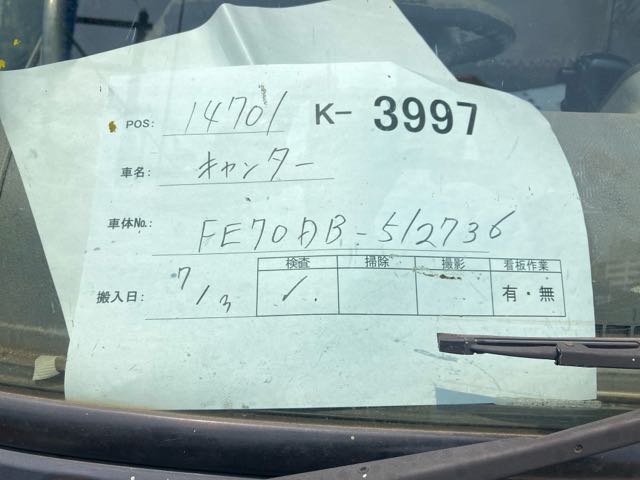 POS: 14701 K-3997
車名: キャンター
車体No.: FE70DB-512736
搬入日: 7/3
検査 掃除 撮影 看板作業
✓. 有・無